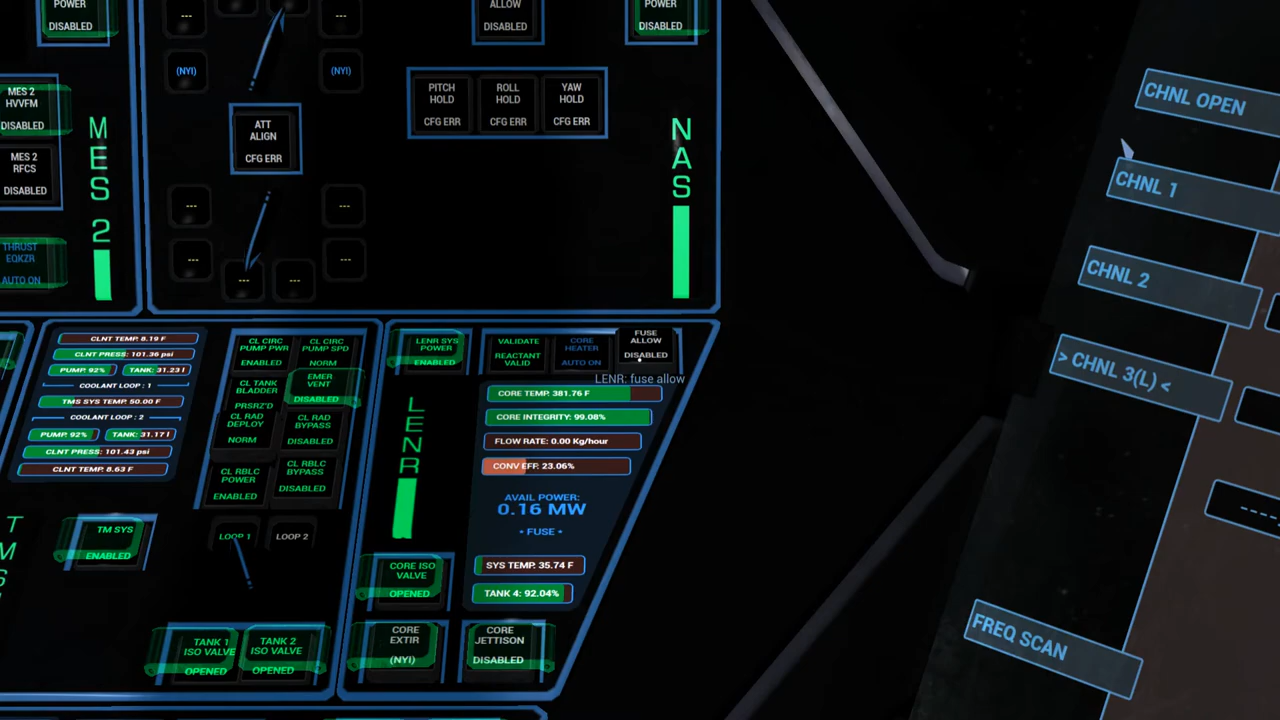 POWER
DISABLED
---
---
ALLOW
DISABLED
POWER
DISABLED
(NYI)
(NYI)
MES 2
HVVFM
DISABLED
PITCH
HOLD
CFG ERR
ROLL
HOLD
CFG ERR
YAW
HOLD
CFG ERR
CHNL OPEN
ATT
ALIGN
CFG ERR
MES 2
NAS
MES 2
RFCS
DISABLED
CHNL 1
---
---
THRUST
EQKZR
AUTO ON
---
---
---
---
CHNL 2
CLNT TEMP: 8.19 F
CLNT PRESS: 101.36 psi
PUMP: 92%
TANK: 31.23 l
COOLANT LOOP: 1
TMS SYS TEMP: 50.00 F
COOLANT LOOP: 2
PUMP: 92%
TANK: 31.17 l
CLNT PRESS: 101.43 psi
CLNT TEMP: 8.63 F
CL CIRC
PUMP PWR
ENABLED
CL CIRC
PUMP SPD
NORM
CL TANK
BLADDER
PRSRZ'D
EMER
VENT
DISABLED
CL RAD
DEPLOY
NORM
CL RAD
BYPASS
DISABLED
CL RBLC
POWER
ENABLED
CL RBLC
BYPASS
DISABLED
LENR SYS
POWER
ENABLED
VALIDATE
REACTANT
VALID
CORE
HEATER
AUTO ON
FUSE
ALLOW
DISABLED
LENR: fuse allow
> CHNL 3(L) <
LENR
CORE TEMP: 381.76 F
CORE INTEGRITY: 99.08%
FLOW RATE: 0.00 Kg/hour
CONV EFF: 23.06%
AVAIL POWER:
0.16 MW
• FUSE •
SYS TEMP: 35.74 F
TANK 4: 92.04%
TMS
TM SYS
ENABLED
LOOP 1
LOOP 2
CORE ISO
VALVE
OPENED
TANK 1
ISO VALVE
OPENED
TANK 2
ISO VALVE
OPENED
CORE
EXTIR
(NYI)
CORE
JETTISON
DISABLED
----
FREQ SCAN